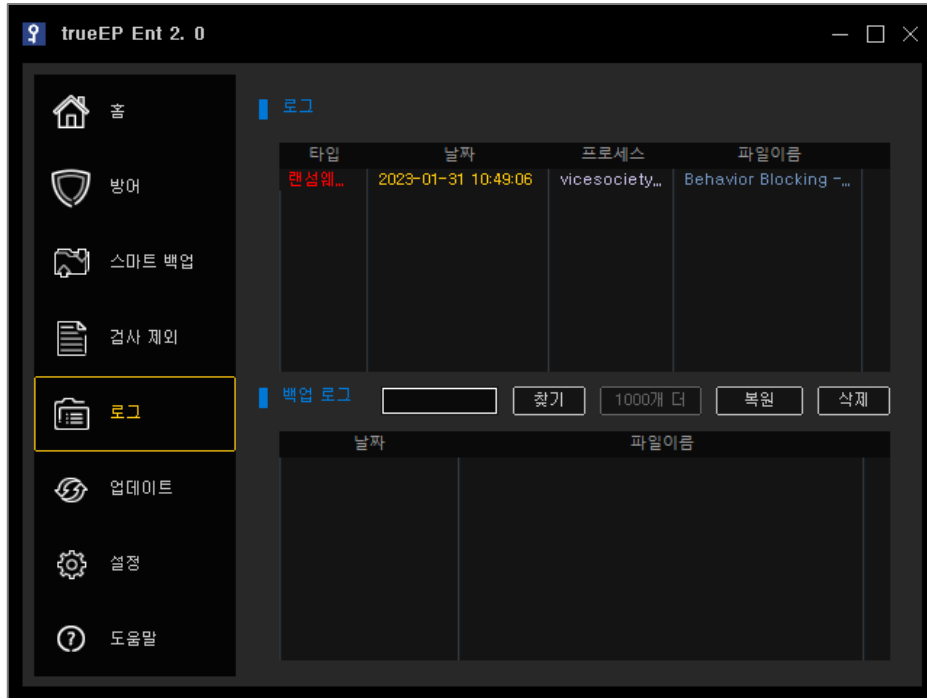 trueEP Ent 2. 0
홈
방어
스마트 백업
검사 제외
로그
업데이트
설정
도움말
로그
타입 날짜 프로세스 파일이름
랜섬웨... 2023-01-31 10:49:06 vicesociety... Behavior Blocking -...
백업 로그 찾기 1000개 더 복원 삭제
날짜 파일이름